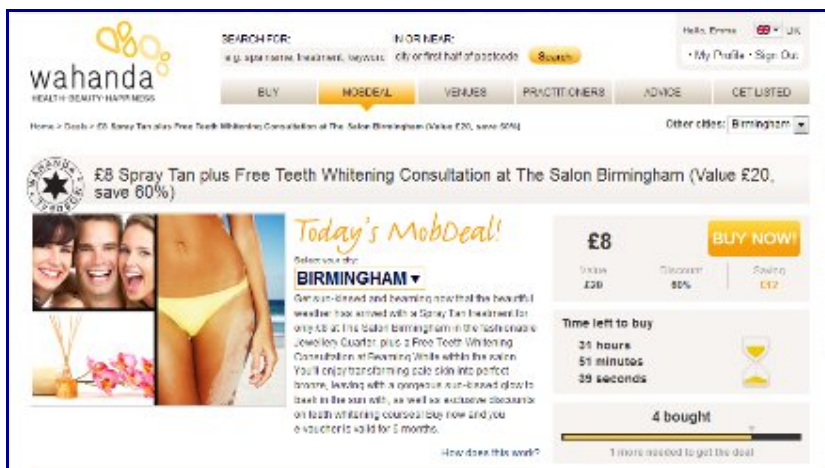 SEARCH FOR:
IN OR NEAR:
Hello, Emma
UK
e.g. spa name, treatment, keyword
city or first half of postcode
Search
• My Profile • Sign Out
wahanda
HEALTH•BEAUTY•HAPPINESS
BUY
MOBDEAL
VENUES
PRACTITIONERS
ADVICE
GET LISTED
Home > Deals > £8 Spray Tan plus Free Teeth Whitening Consultation at The Salon Birmingham (Value £20, save 60%)
Other cities: Birmingham
£8 Spray Tan plus Free Teeth Whitening Consultation at The Salon Birmingham (Value £20,
save 60%)
Today's MobDeal!
Select your city:
BIRMINGHAM
Get sun-kissed and beaming now that the beautiful
weather has arrived with a Spray Tan treatment for
only £8 at The Salon Birmingham in the fashionable
Jewellery Quarter, plus a Free Teeth Whitening
Consultation at Beaming White within the salon.
You'll enjoy transforming pale skin into perfect
bronze, leaving with a gorgeous sun-kissed glow to
bask in the sun with, as well as exclusive discounts
on teeth whitening courses! Buy now and you
e-voucher is valid for 6 months.
How does this work?
£8
BUY NOW!
Value
Discount
Saving
£20
60%
£12
Time left to buy
31 hours
51 minutes
39 seconds
4 bought
1 more needed to get the deal